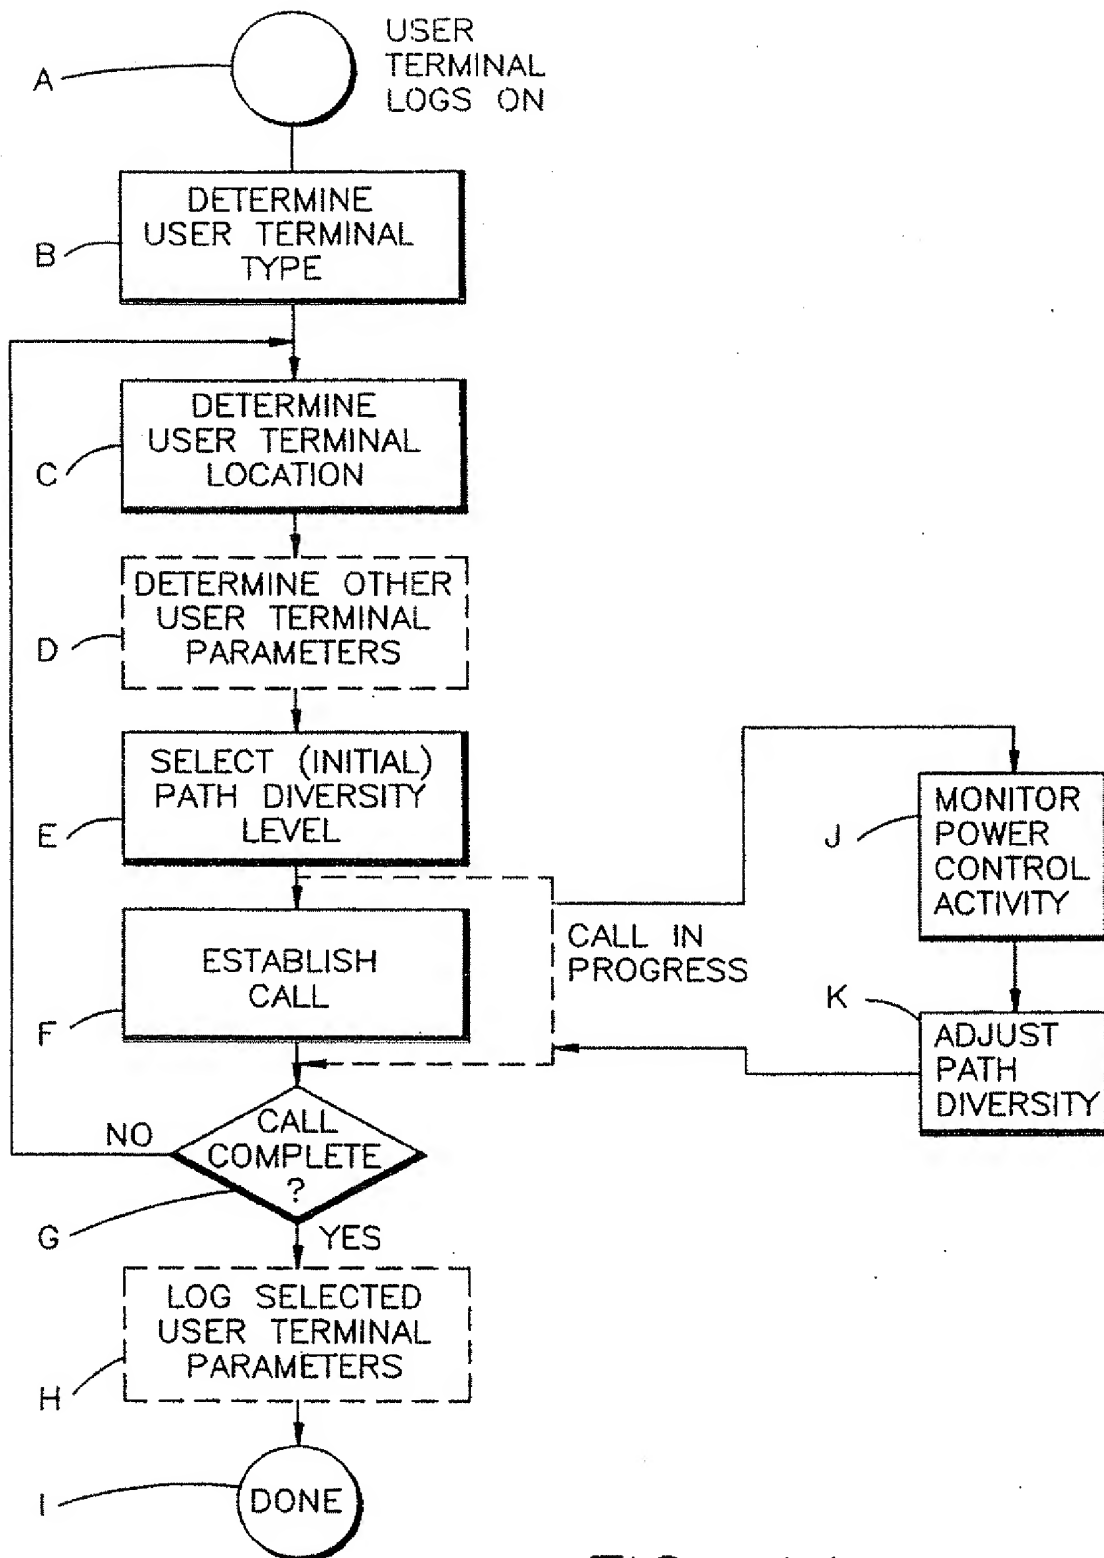 USER
TERMINAL
LOGS ON
A
DETERMINE
USER TERMINAL
TYPE
B
DETERMINE
USER TERMINAL
LOCATION
C
DETERMINE OTHER
USER TERMINAL
PARAMETERS
D
SELECT (INITIAL)
PATH DIVERSITY
LEVEL
E
MONITOR
POWER
CONTROL
ACTIVITY
J
ESTABLISH
CALL
F
CALL IN
PROGRESS
K
ADJUST
PATH
DIVERSITY
CALL
COMPLETE
?
NO
G
YES
LOG SELECTED
USER TERMINAL
PARAMETERS
H
DONE
I